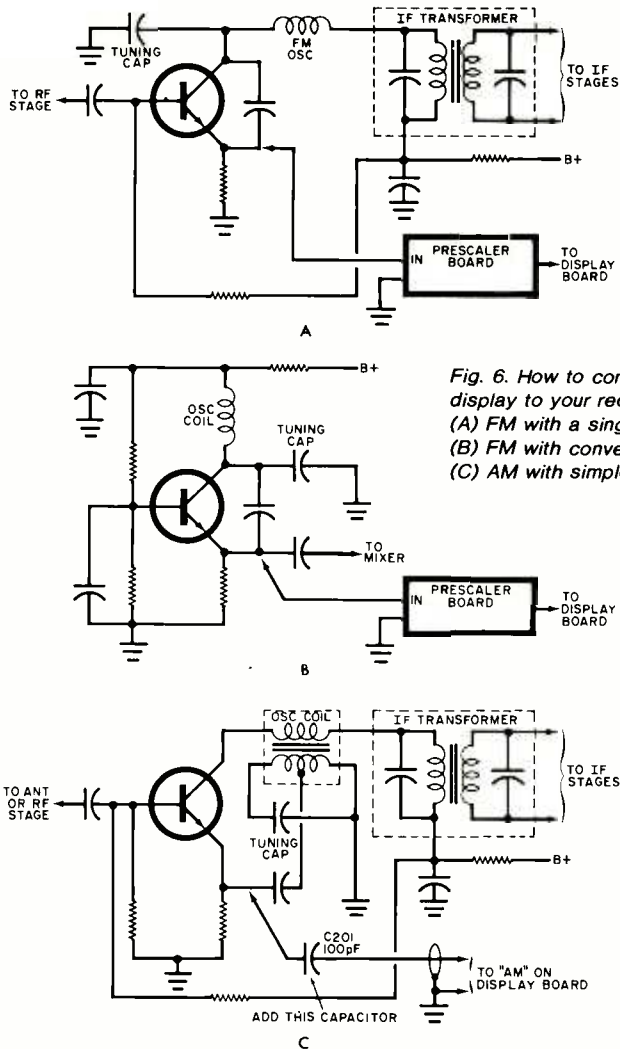 TUNING
CAP
FM
OSC
IF TRANSFORMER
TO RF
STAGE
TO IF
STAGES
B+
IN
PRESCALER
BOARD
TO
DISPLAY
BOARD
A
B+
OSC
COIL
TUNING
CAP
TO
MIXER
IN
PRESCALER
BOARD
TO
DISPLAY
BOARD
B
Fig. 6. How to con
display to your rec
(A) FM with a sing
(B) FM with conve
(C) AM with simple
OSC COIL
IF TRANSFORMER
TO ANT
OR RF
STAGE
TUNING
CAP
TO IF
STAGES
B+
C201
100pF
ADD THIS CAPACITOR
TO "AM" ON
DISPLAY BOARD
C